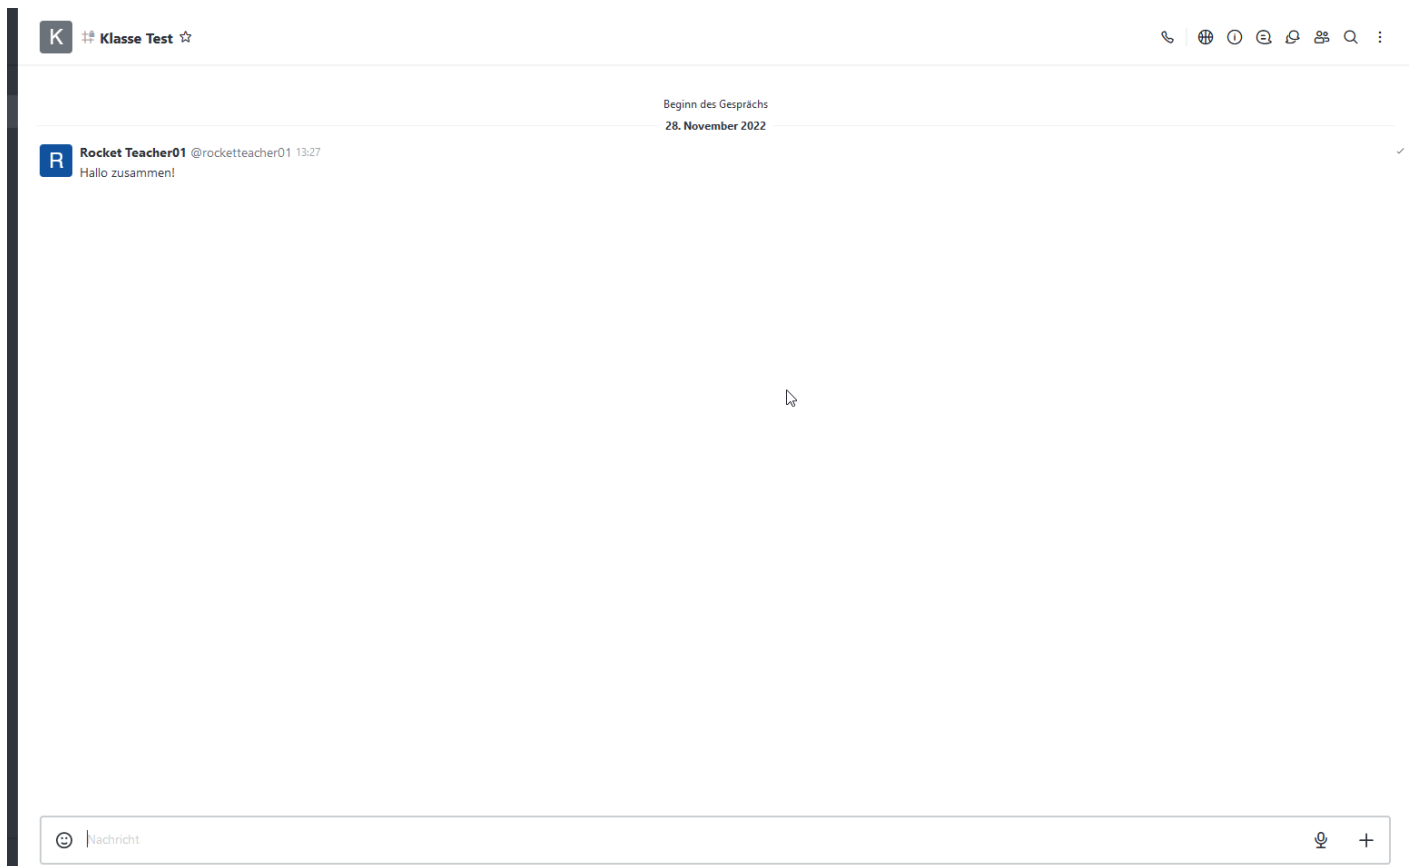 K Klasse Test
Beginn des Gesprächs
28. November 2022
R Rocket Teacher01 @rocketteacher01 13:27
Hallo zusammen!
Nachricht